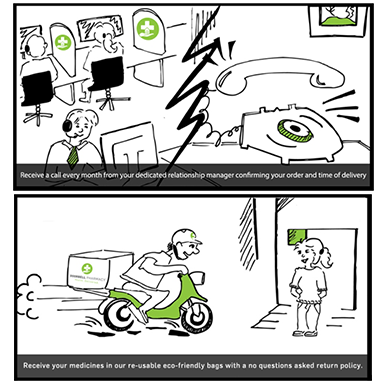 Receive a call every month from your dedicated relationship manager confirming your order and time of delivery
Receive your medicines in our re-usable eco-friendly bags with a no questions asked return policy.